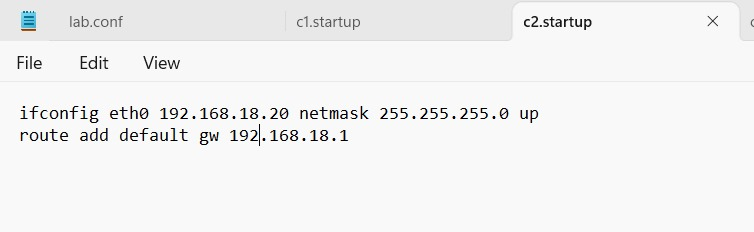 lab.conf
c1.startup
c2.startup
File
Edit
View
ifconfig eth0 192.168.18.20 netmask 255.255.255.0 up
route add default gw 192.168.18.1